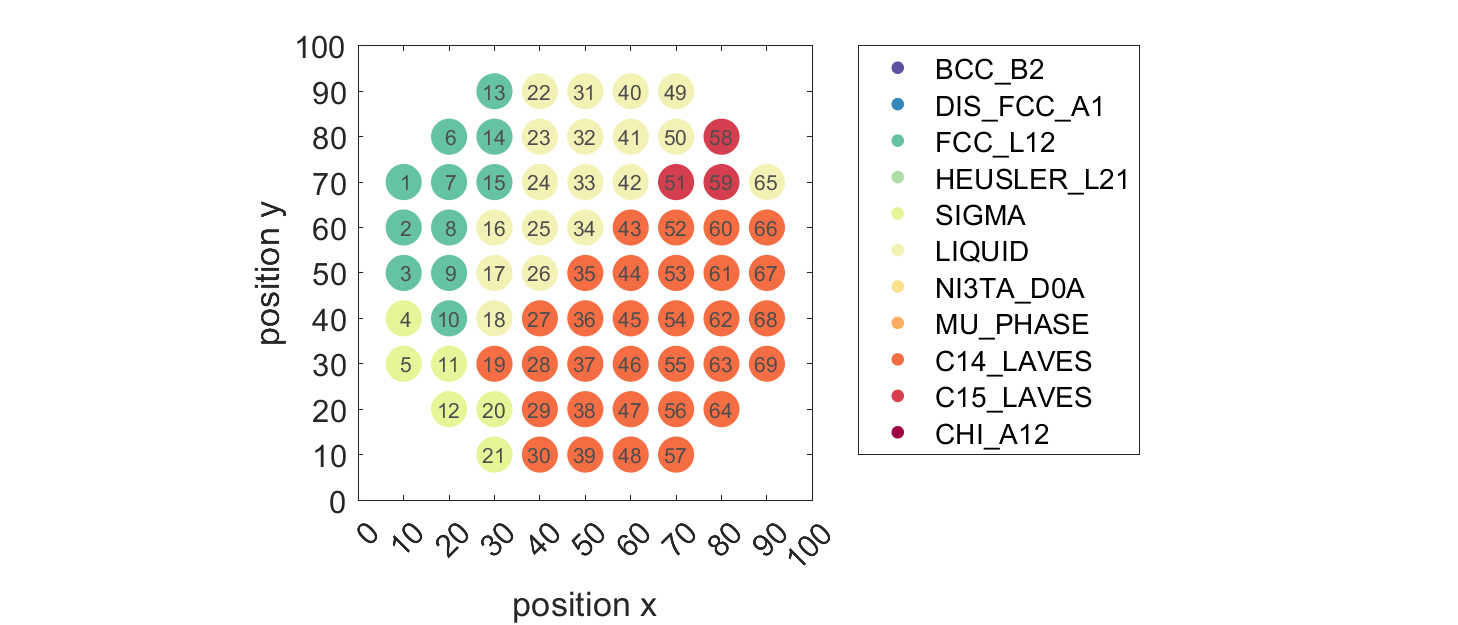 100
90 13 22 31 40 49
80 6 14 23 32 41 50 58
70 1 7 15 24 33 42 51 59 65
60 2 8 16 25 34 43 52 60 66
50 3 9 17 26 35 44 53 61 67
40 4 10 18 27 36 45 54 62 68
30 5 11 19 28 37 46 55 63 69
20 12 20 29 38 47 56 64
10 21 30 39 48 57
0
0 10 20 30 40 50 60 70 80 90 100
position x
position y
BCC_B2
DIS_FCC_A1
FCC_L12
HEUSLER_L21
SIGMA
LIQUID
NI3TA_D0A
MU_PHASE
C14_LAVES
C15_LAVES
CHI_A12